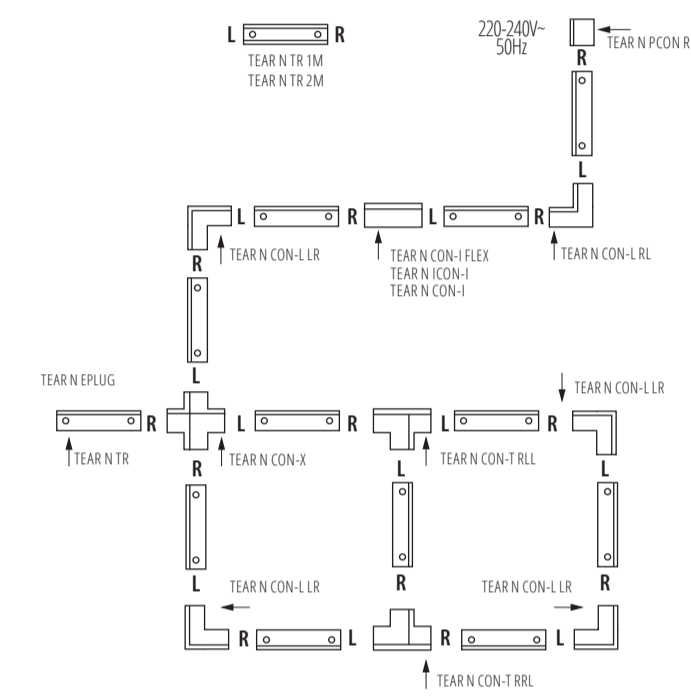 L R
TEAR N TR 1M
TEAR N TR 2M
220-240V~
50Hz
TEAR N PCON R
R
L
L R L R
TEAR N CON-L LR
TEAR N CON-I FLEX
TEAR N ICON-I
TEAR N CON-I
TEAR N CON-L RL
R
L
TEAR N EPLUG
TEAR N CON-L LR
R L R L R
TEAR N TR
TEAR N CON-X
TEAR N CON-T RLL
R L L
L R R
TEAR N CON-L LR
TEAR N CON-L LR
R L R L
TEAR N CON-T RRL